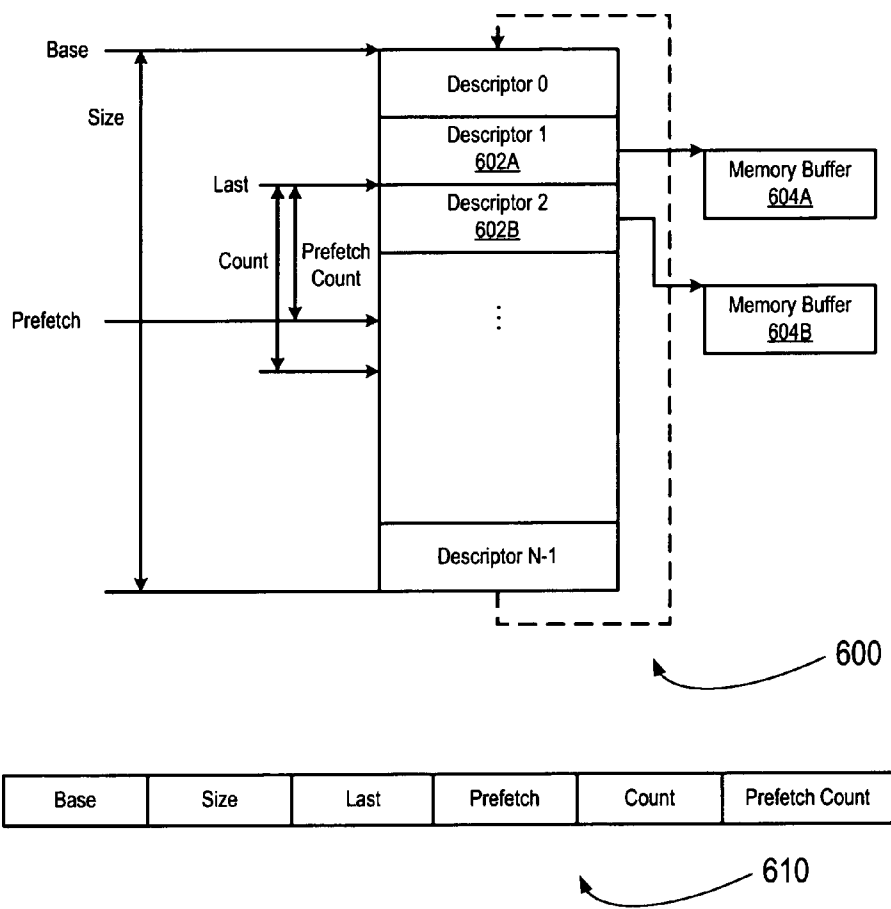 Base
Descriptor 0
Size
Descriptor 1
602A
Memory Buffer
604A
Last
Descriptor 2
602B
Count
Prefetch
Count
Memory Buffer
604B
Prefetch
⋮
Descriptor N-1
600
Base Size Last Prefetch Count Prefetch Count
610